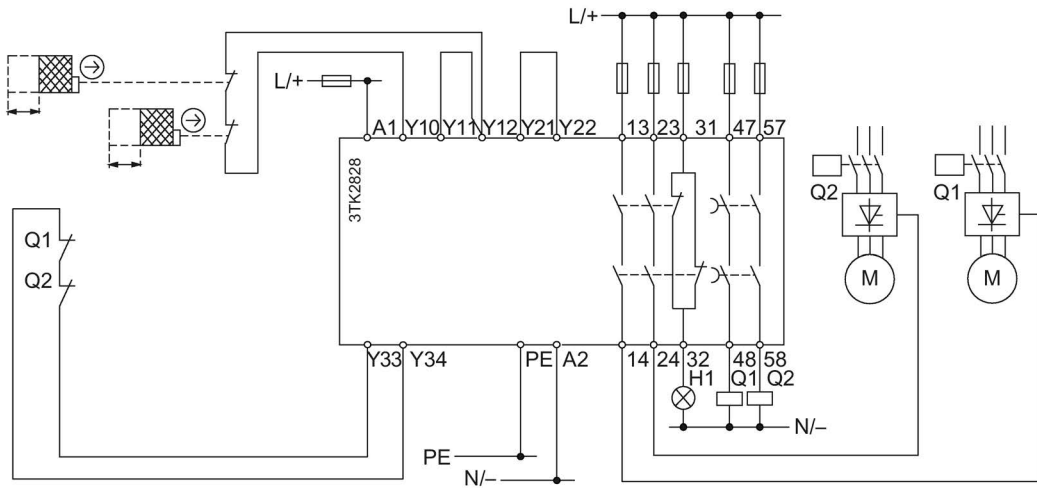 L/+
L/+
A1 Y10 Y11 Y12 Y21 Y22 13 23 31 47 57
3TK2828
Q2
Q1
M
M
Q1
Q2
Y33 Y34 PE A2 14 24 32 48 58
H1 Q1 Q2
N/–
PE
N/–